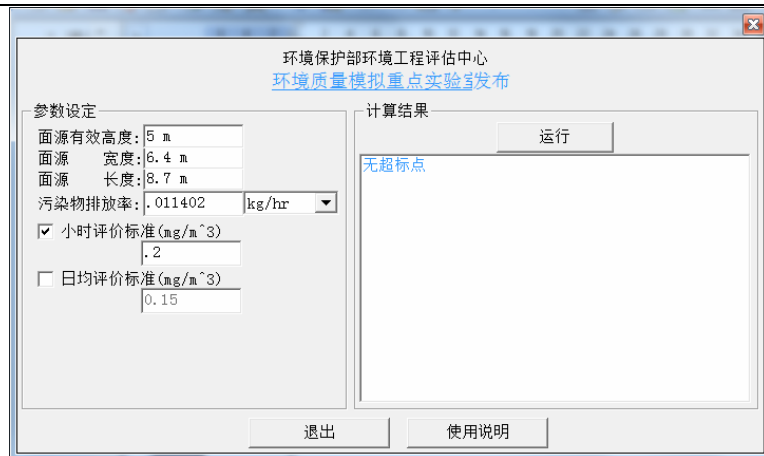 环境保护部环境工程评估中心
环境质量模拟重点实验室发布
参数设定
面源有效高度: 5 m
面源 宽度: 6.4 m
面源 长度: 8.7 m
污染物排放率: .011402 kg/hr
小时评价标准(mg/m^3)
.2
日均评价标准(mg/m^3)
0.15
计算结果
运行
无超标点
退出 使用说明